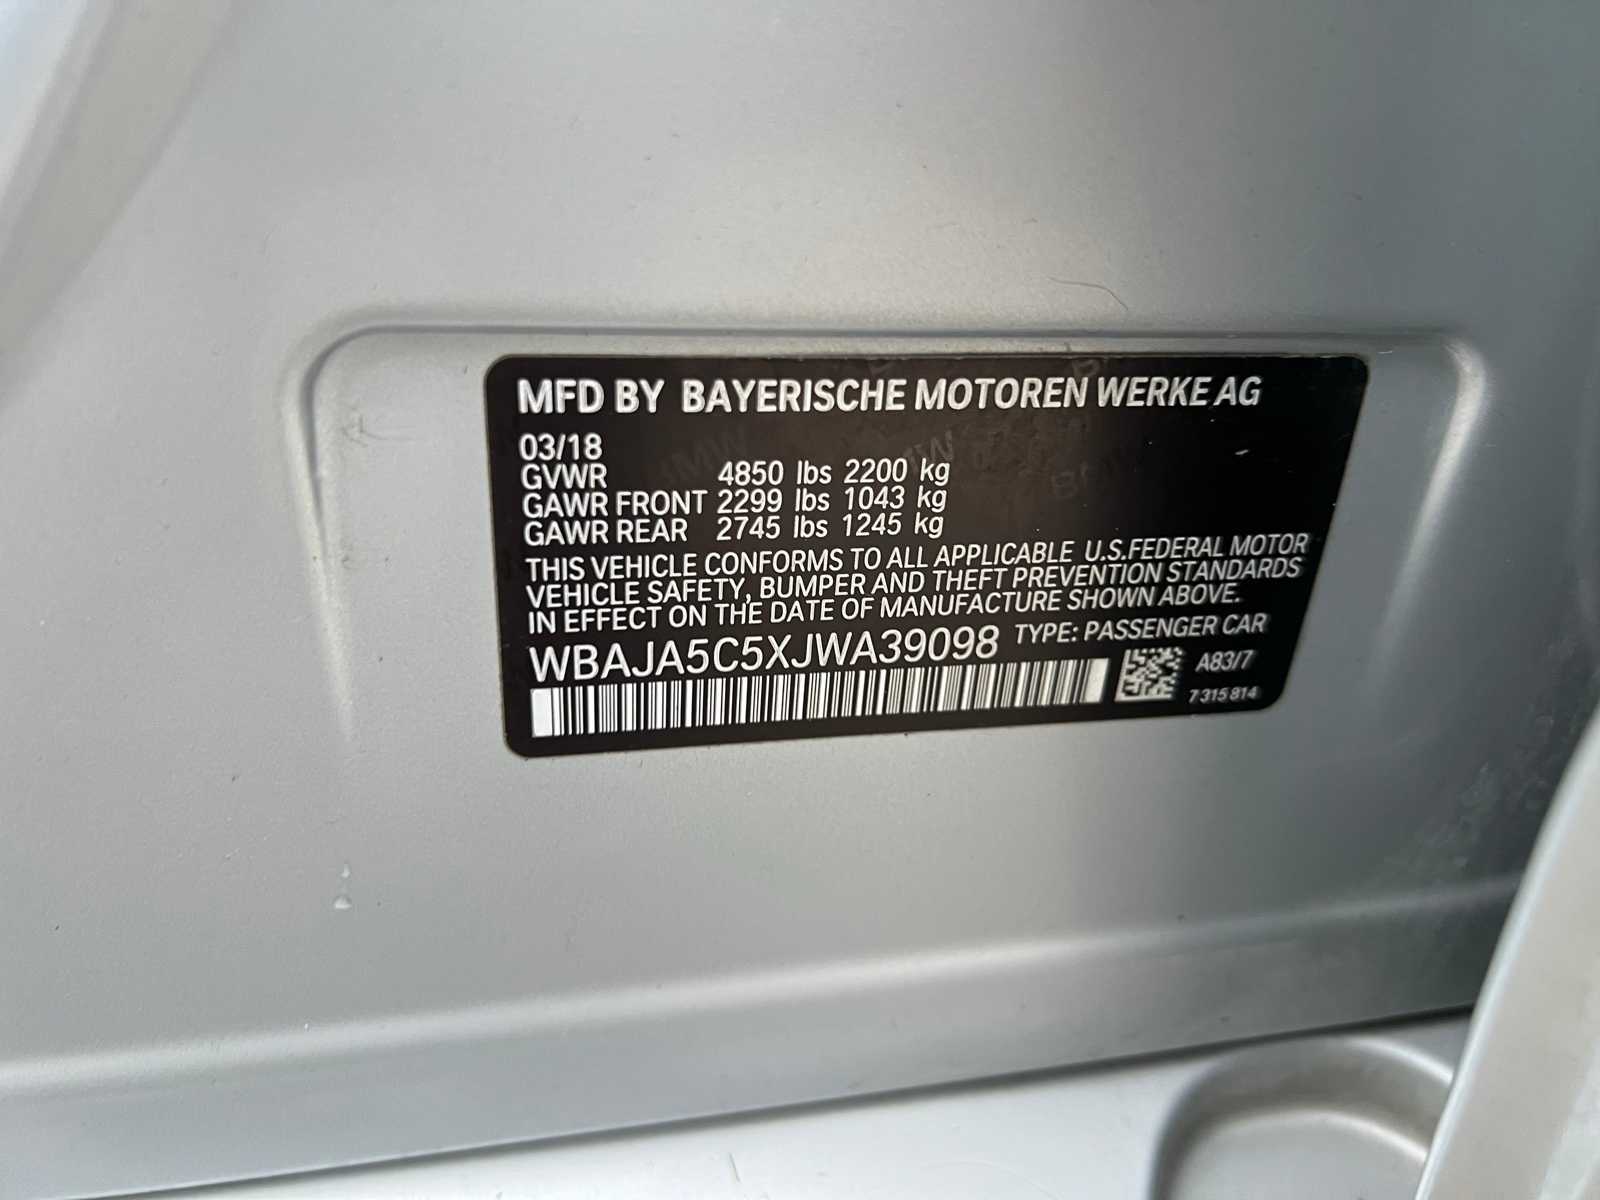 MFD BY BAYERISCHE MOTOREN WERKE AG
03/18
GVWR 4850 lbs 2200 kg
GAWR FRONT 2299 lbs 1043 kg
GAWR REAR 2745 lbs 1245 kg
THIS VEHICLE CONFORMS TO ALL APPLICABLE U.S.FEDERAL MOTOR
VEHICLE SAFETY, BUMPER AND THEFT PREVENTION STANDARDS
IN EFFECT ON THE DATE OF MANUFACTURE SHOWN ABOVE.
WBAJA5C5XJWA39098 TYPE: PASSENGER CAR
A83/7
7 315 814